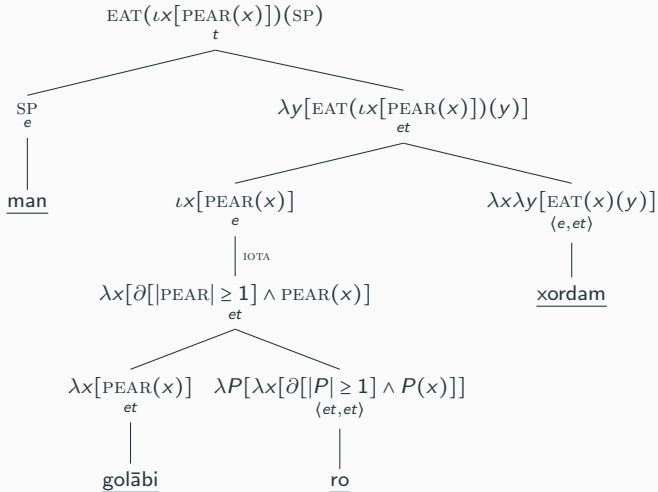 EAT(ιx[PEAR(x)])(SP)
t
SP
e
λy[EAT(ιx[PEAR(x)])(y)]
et
man
ιx[PEAR(x)]
e
λxλy[EAT(x)(y)]
⟨e,et⟩
IOTA
λx[∂[|PEAR| ≥ 1] ∧ PEAR(x)]
et
xordam
λx[PEAR(x)]
et
λP[λx[∂[|P| ≥ 1] ∧ P(x)]]
⟨et,et⟩
golābi
ro